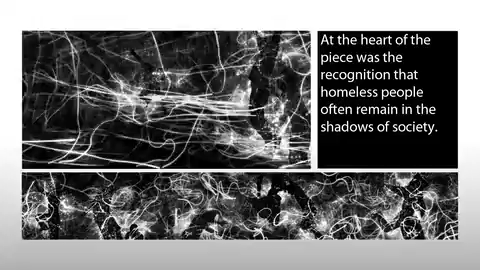 At the heart of the
piece was the
recognition that
homeless people
often remain in the
shadows of society.